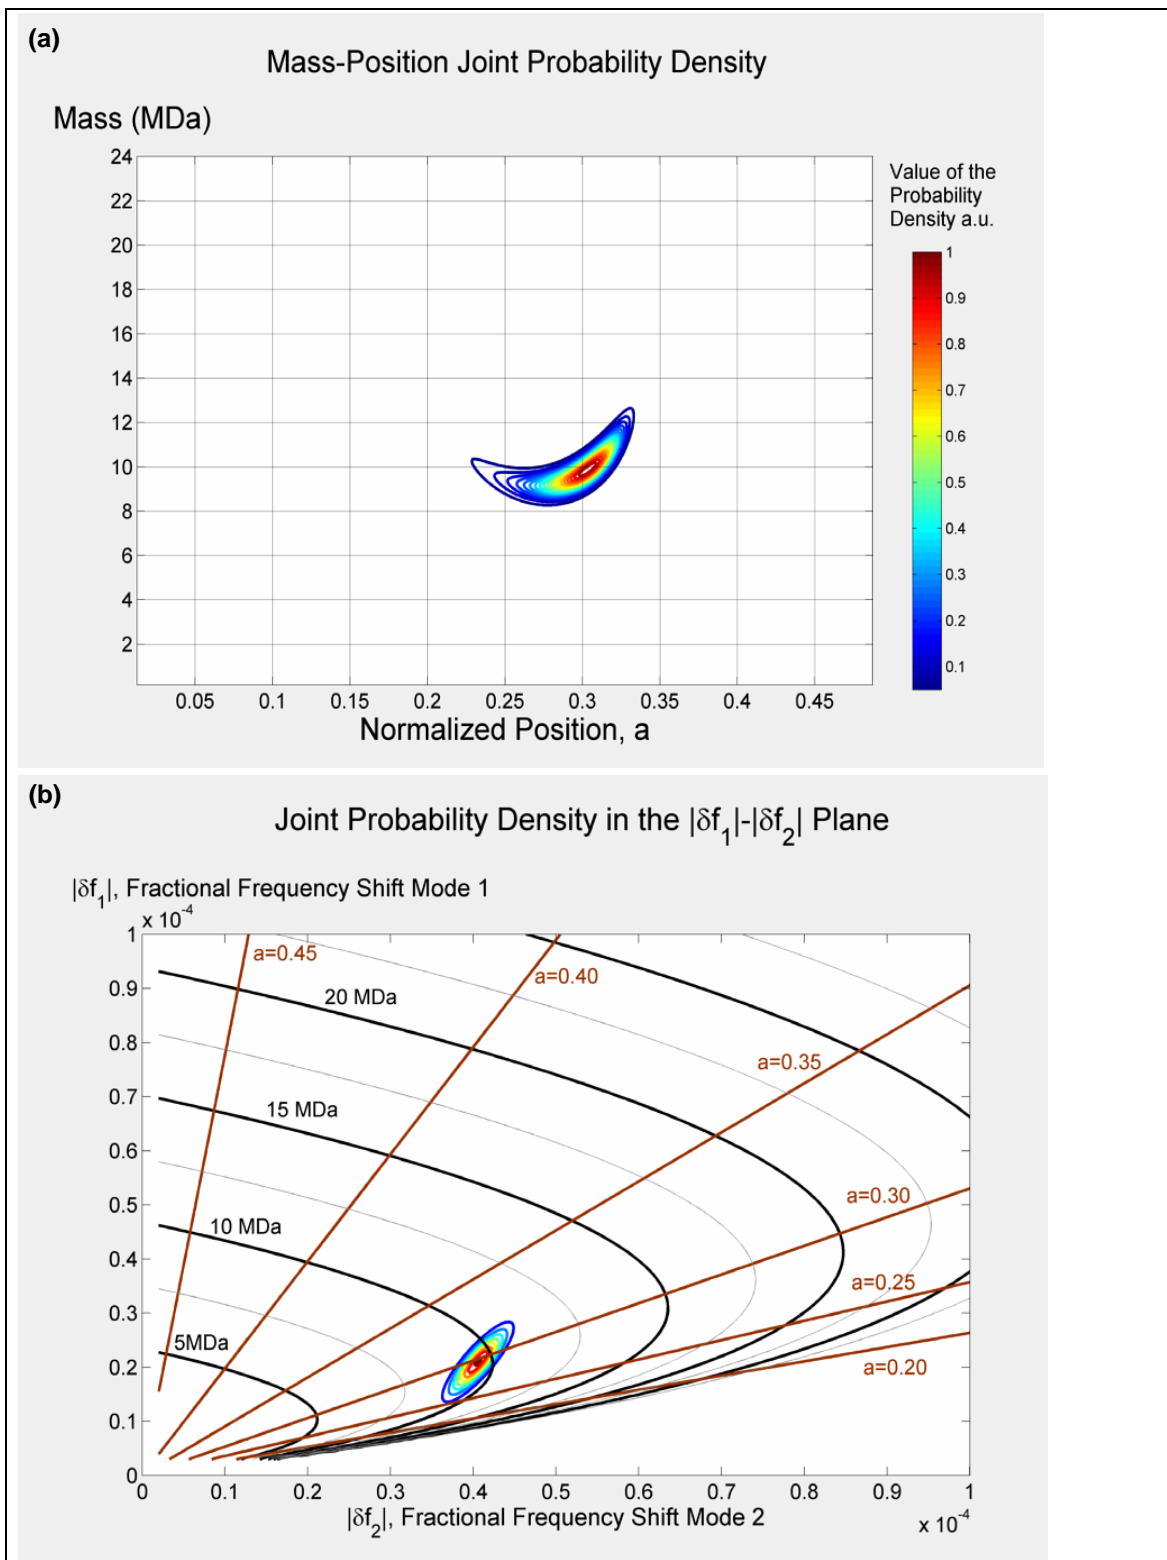 (a)
Mass-Position Joint Probability Density
Mass (MDa)
24
22
20
18
16
14
12
10
8
6
4
2
0.05 0.1 0.15 0.2 0.25 0.3 0.35 0.4 0.45
Normalized Position, a
Value of the
Probability
Density a.u.
1
0.9
0.8
0.7
0.6
0.5
0.4
0.3
0.2
0.1
(b)
Joint Probability Density in the |δf1|-|δf2| Plane
|δf1|, Fractional Frequency Shift Mode 1
x 10-4
1
0.9
0.8
0.7
0.6
0.5
0.4
0.3
0.2
0.1
0
a=0.45
a=0.40
20 MDa
a=0.35
15 MDa
a=0.30
10 MDa
a=0.25
5MDa
a=0.20
0 0.1 0.2 0.3 0.4 0.5 0.6 0.7 0.8 0.9 1
|δf2|, Fractional Frequency Shift Mode 2
x 10-4